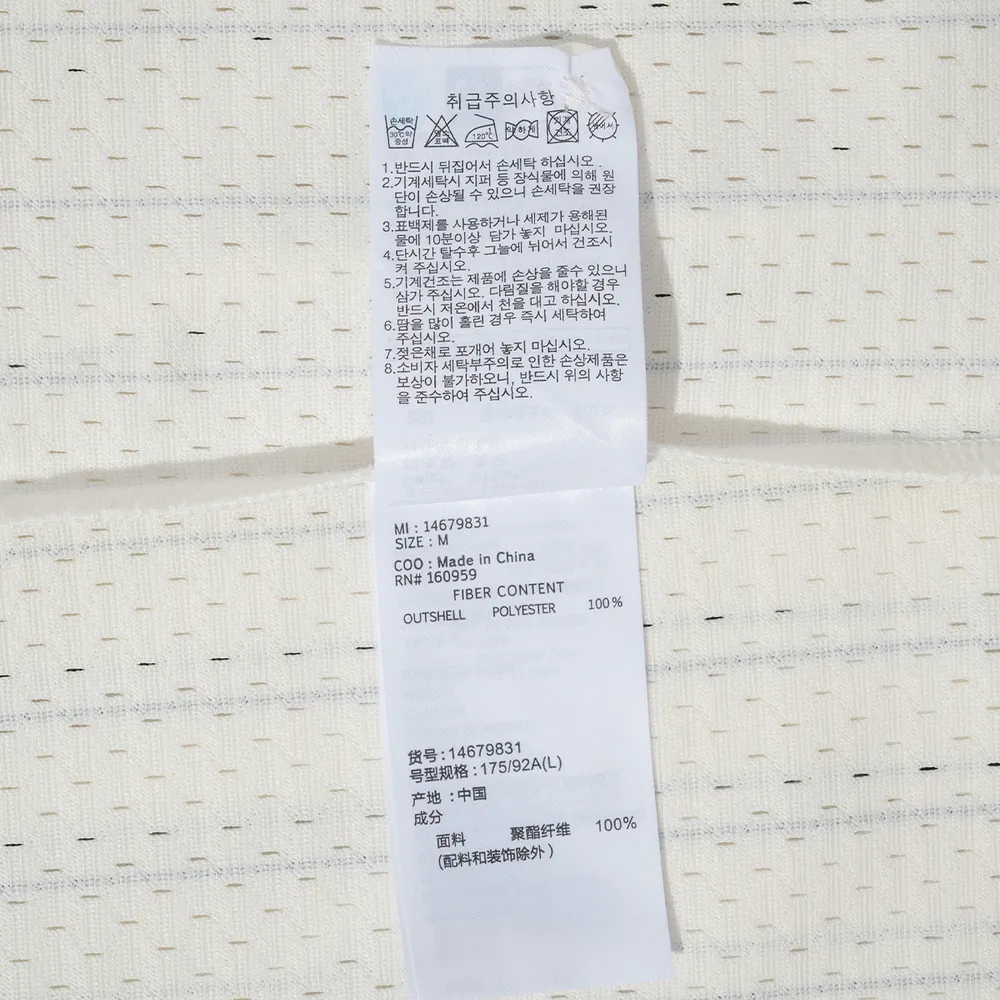 취급주의사항
손세탁
30℃약
중성
표백
120℃
약하게
기계
건조
뉘어서
1.반드시 뒤집어서 손세탁 하십시오 .
2.기계세탁시 지퍼 등 장식물에 의해 원
단이 손상될 수 있으니 손세탁을 권장
합니다.
3.표백제를 사용하거나 세제가 용해된
물에 10분이상 담가 놓지 마십시오.
4.단시간 탈수후 그늘에 뉘어서 건조시
켜 주십시오.
5.기계건조는 제품에 손상을 줄수 있으니
삼가 주십시오. 다림질을 해야할 경우
반드시 저온에서 천을 대고 하십시오.
6.땀을 많이 흘린 경우 즉시 세탁하여
주십시오.
7.젖은채로 포개어 놓지 마십시오.
8.소비자 세탁부주의로 인한 손상제품은
보상이 불가하오니, 반드시 위의 사항
을 준수하여 주십시오.
MI : 14679831
SIZE : M
COO : Made in China
RN# 160959
FIBER CONTENT
OUTSHELL POLYESTER 100%
货号 : 14679831
号型规格 : 175/92A(L)
产地 : 中国
成分
面料 聚酯纤维 100%
(配料和装饰除外 )